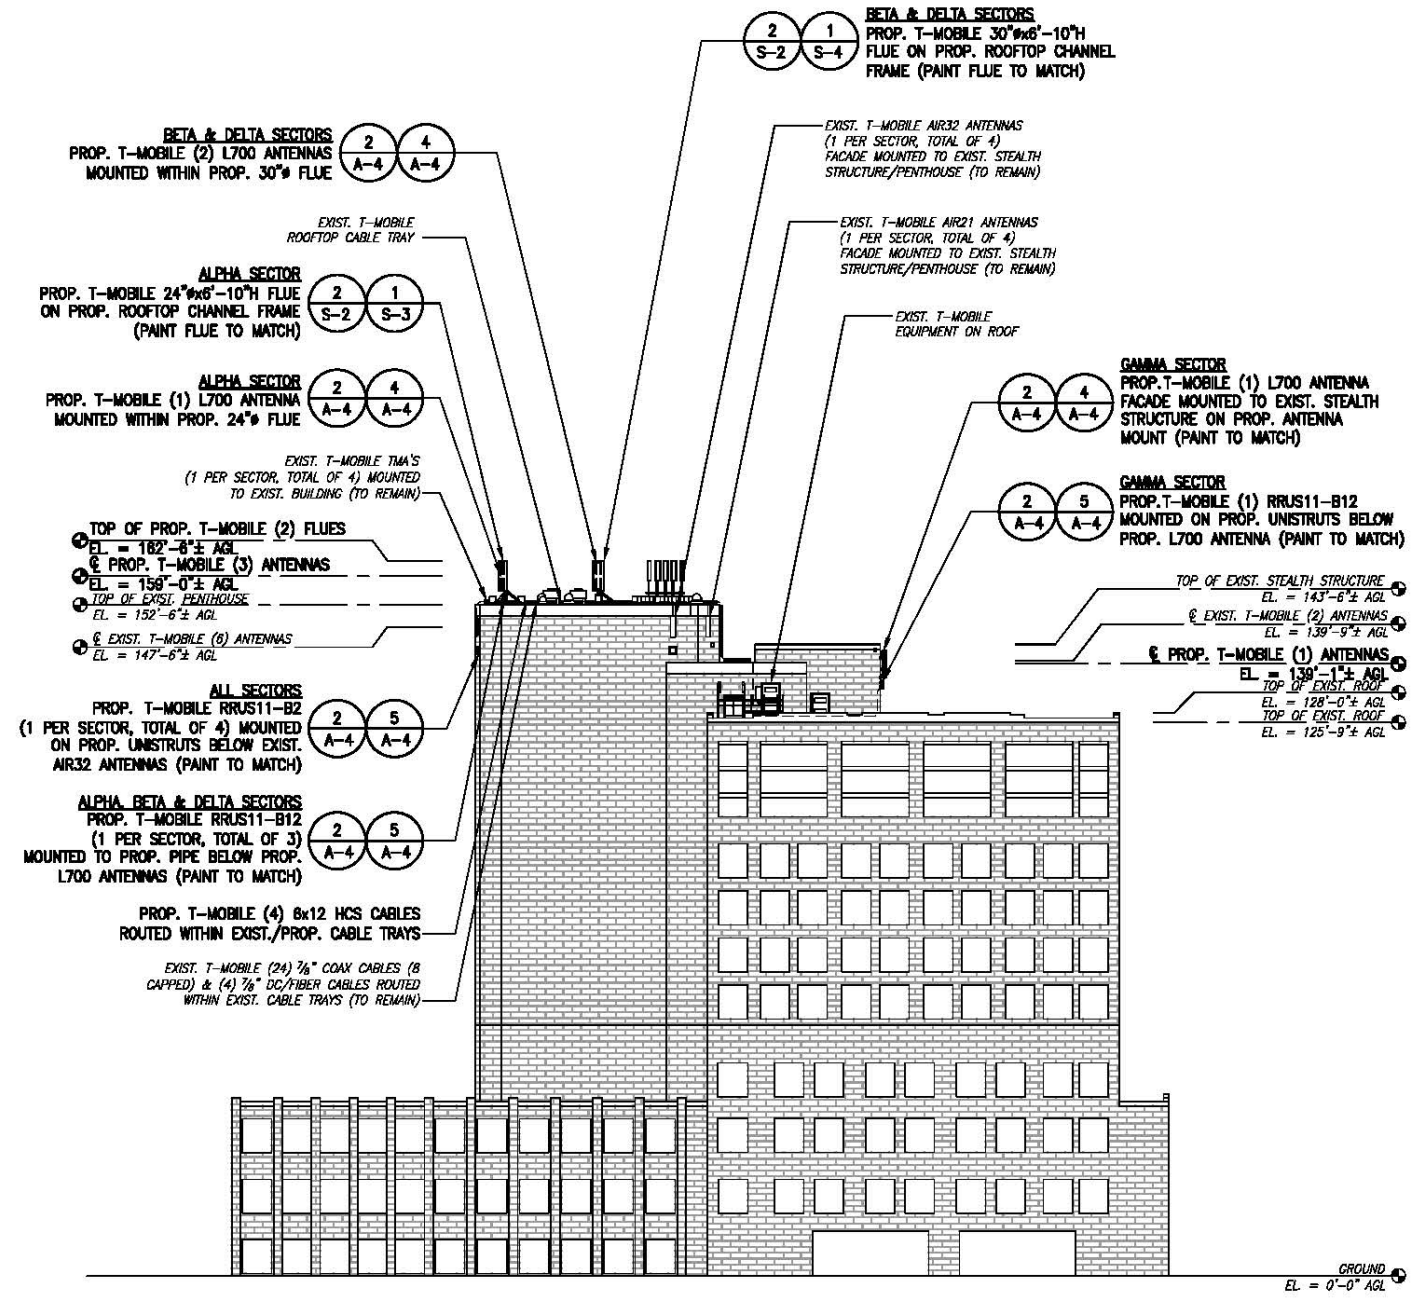 2
S-2
1
S-4
BETA & DELTA SECTORS
PROP. T-MOBILE 30"øx6'-10"H
FLUE ON PROP. ROOFTOP CHANNEL
FRAME (PAINT FLUE TO MATCH)
BETA & DELTA SECTORS
PROP. T-MOBILE (2) L700 ANTENNAS
MOUNTED WITHIN PROP. 30"ø FLUE
2
A-4
4
A-4
EXIST. T-MOBILE AIR32 ANTENNAS
(1 PER SECTOR, TOTAL OF 4)
FACADE MOUNTED TO EXIST. STEALTH
STRUCTURE/PENTHOUSE (TO REMAIN)
EXIST. T-MOBILE
ROOFTOP CABLE TRAY
EXIST. T-MOBILE AIR21 ANTENNAS
(1 PER SECTOR, TOTAL OF 4)
FACADE MOUNTED TO EXIST. STEALTH
STRUCTURE/PENTHOUSE (TO REMAIN)
ALPHA SECTOR
PROP. T-MOBILE 24"øx6'-10"H FLUE
ON PROP. ROOFTOP CHANNEL FRAME
(PAINT FLUE TO MATCH)
2
S-2
1
S-3
EXIST. T-MOBILE
EQUIPMENT ON ROOF
ALPHA SECTOR
PROP. T-MOBILE (1) L700 ANTENNA
MOUNTED WITHIN PROP. 24"ø FLUE
2
A-4
4
A-4
2
A-4
4
A-4
GAMMA SECTOR
PROP.T-MOBILE (1) L700 ANTENNA
FACADE MOUNTED TO EXIST. STEALTH
STRUCTURE ON PROP. ANTENNA
MOUNT (PAINT TO MATCH)
EXIST. T-MOBILE TMA'S
(1 PER SECTOR, TOTAL OF 4) MOUNTED
TO EXIST. BUILDING (TO REMAIN)
2
A-4
5
A-4
GAMMA SECTOR
PROP.T-MOBILE (1) RRUS11-B12
MOUNTED ON PROP. UNISTRUTS BELOW
PROP. L700 ANTENNA (PAINT TO MATCH)
TOP OF PROP. T-MOBILE (2) FLUES
EL. = 162'-6"± AGL
℄ PROP. T-MOBILE (3) ANTENNAS
EL. = 159'-0"± AGL
TOP OF EXIST. PENTHOUSE
EL. = 152'-6"± AGL
℄ EXIST. T-MOBILE (6) ANTENNAS
EL. = 147'-6"± AGL
TOP OF EXIST. STEALTH STRUCTURE
EL. = 143'-6"± AGL
℄ EXIST. T-MOBILE (2) ANTENNAS
EL. = 139'-9"± AGL
℄ PROP. T-MOBILE (1) ANTENNAS
EL. = 139'-1"± AGL
TOP OF EXIST. ROOF
EL. = 128'-0"± AGL
TOP OF EXIST. ROOF
EL. = 125'-9"± AGL
ALL SECTORS
PROP. T-MOBILE RRUS11-B2
(1 PER SECTOR, TOTAL OF 4) MOUNTED
ON PROP. UNISTRUTS BELOW EXIST.
AIR32 ANTENNAS (PAINT TO MATCH)
2
A-4
5
A-4
ALPHA, BETA & DELTA SECTORS
PROP. T-MOBILE RRUS11-B12
(1 PER SECTOR, TOTAL OF 3)
MOUNTED TO PROP. PIPE BELOW PROP.
L700 ANTENNAS (PAINT TO MATCH)
2
A-4
5
A-4
PROP. T-MOBILE (4) 6x12 HCS CABLES
ROUTED WITHIN EXIST./PROP. CABLE TRAYS
EXIST. T-MOBILE (24) ⅞" COAX CABLES (8
CAPPED) & (4) ⅞" DC/FIBER CABLES ROUTED
WITHIN EXIST. CABLE TRAYS (TO REMAIN)
GROUND
EL. = 0'-0" AGL